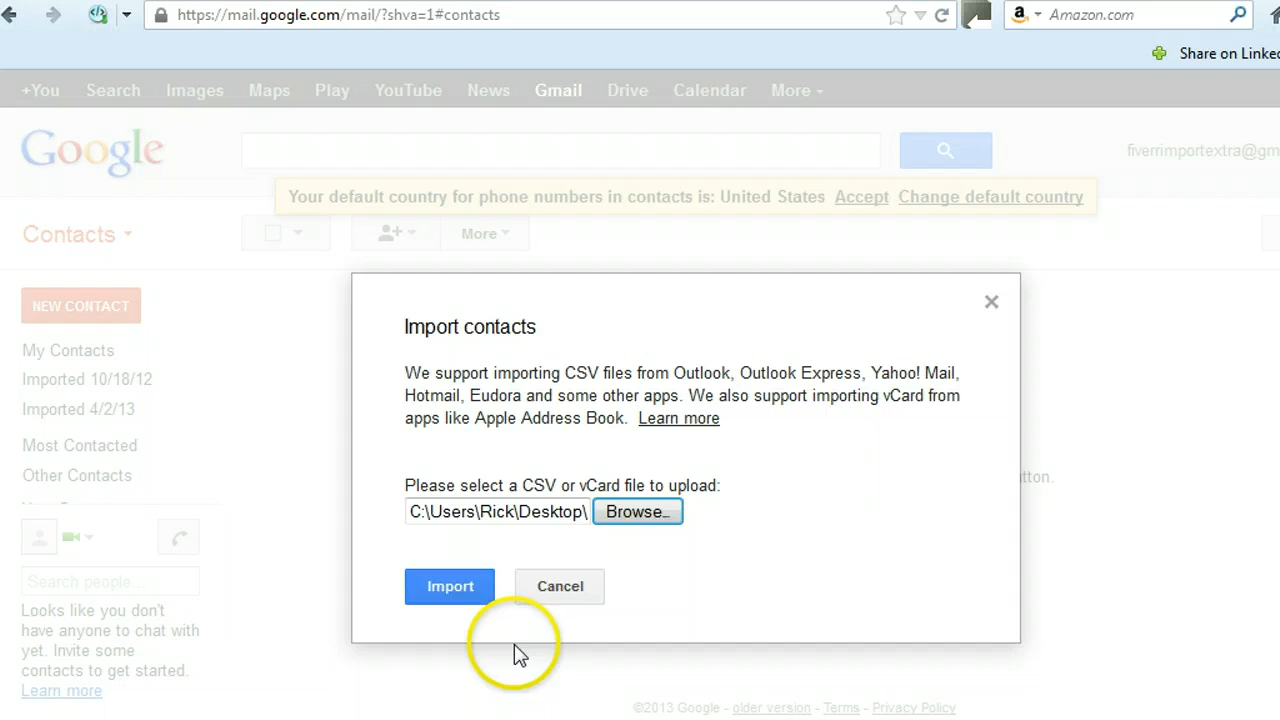 https://mail.google.com/mail/?shva=1#contacts
Amazon.com
Share on Linked
+You Search Images Maps Play YouTube News Gmail Drive Calendar More
Google
fiverrimportextra@gm
Your default country for phone numbers in contacts is: United States Accept Change default country
Contacts
More
NEW CONTACT
My Contacts
Imported 10/18/12
Imported 4/2/13
Most Contacted
Other Contacts
Search people...
Looks like you don't
have anyone to chat with
yet. Invite some
contacts to get started.
Learn more
Import contacts
We support importing CSV files from Outlook, Outlook Express, Yahoo! Mail,
Hotmail, Eudora and some other apps. We also support importing vCard from
apps like Apple Address Book. Learn more
Please select a CSV or vCard file to upload:
C:\Users\Rick\Desktop\ Browse...
Import Cancel
tton.
©2013 Google - older version - Terms - Privacy Policy